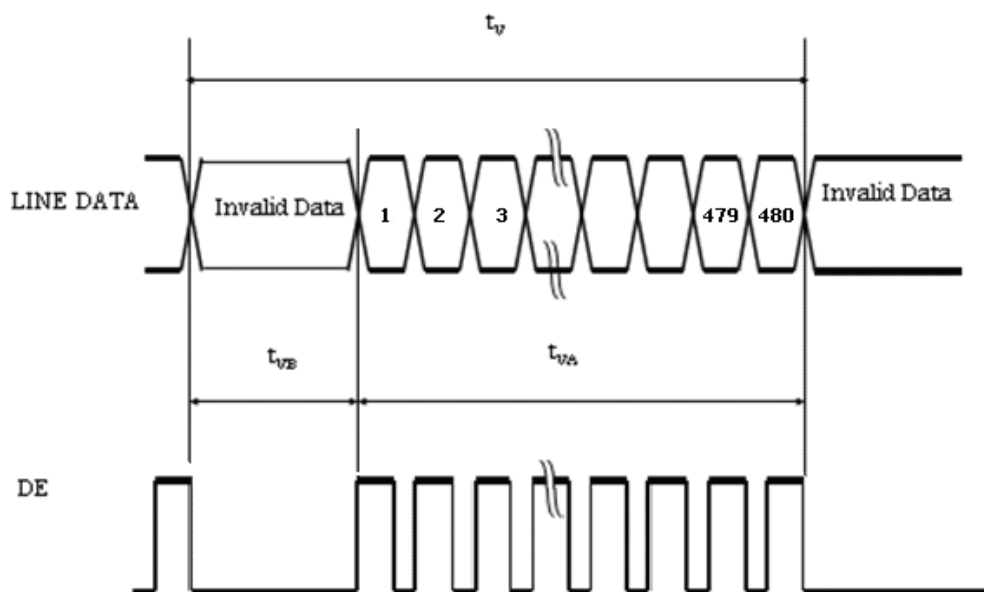 tV
LINE DATA
Invalid Data
1
2
3
479
480
Invalid Data
tVB
tVA
DE